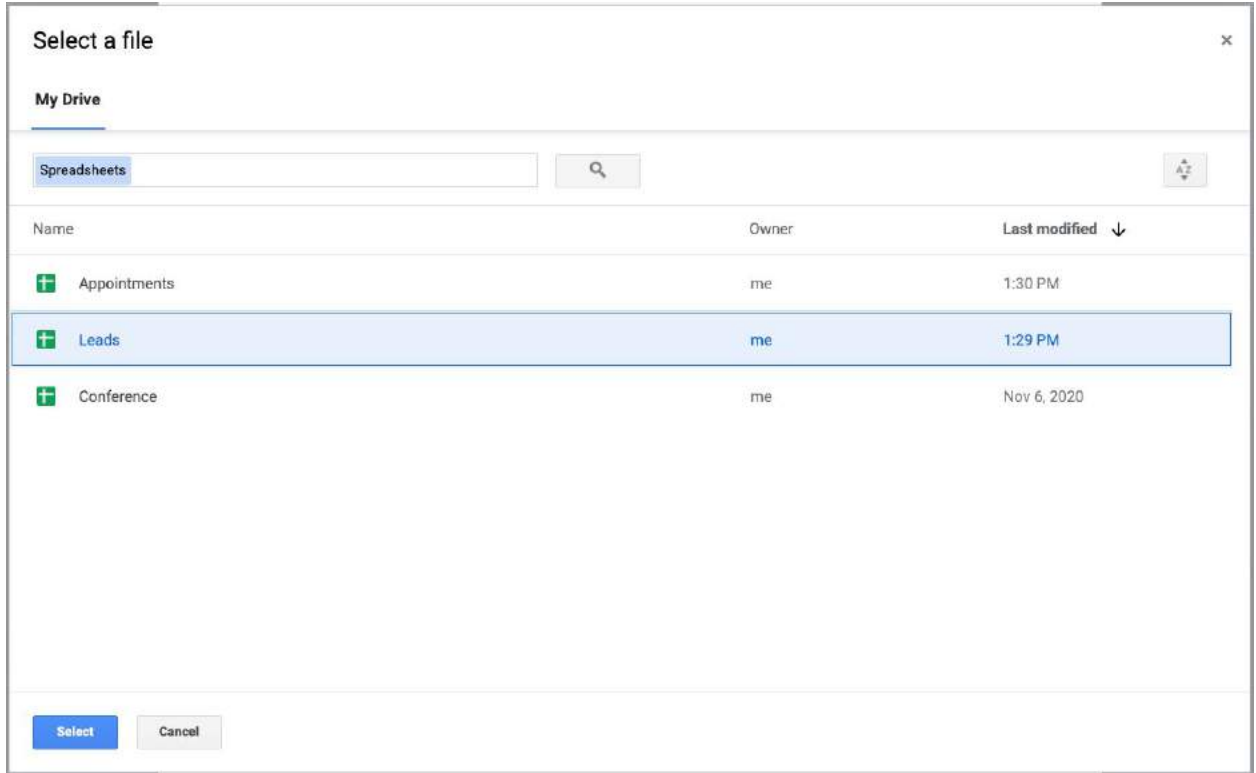 Select a file
×
My Drive
Spreadsheets
AZ
Name Owner Last modified ↓
Appointments me 1:30 PM
Leads me 1:29 PM
Conference me Nov 6, 2020
Select Cancel